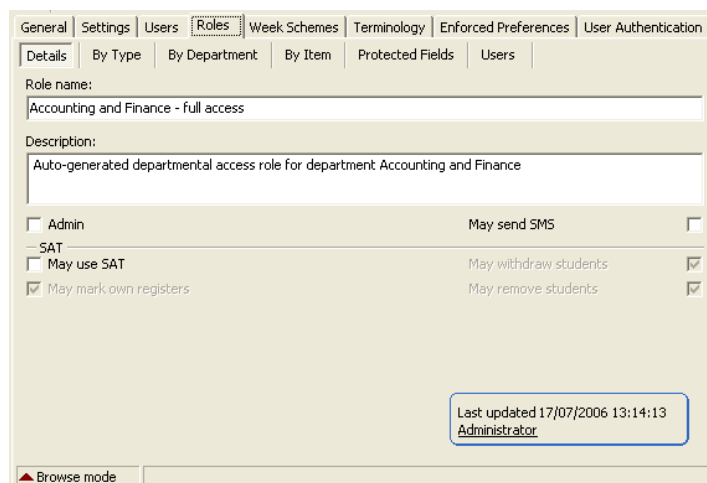 General Settings Users Roles Week Schemes Terminology Enforced Preferences User Authentication
Details By Type By Department By Item Protected Fields Users
Role name:
Accounting and Finance - full access
Description:
Auto-generated departmental access role for department Accounting and Finance
Admin May send SMS
SAT
May use SAT May withdraw students
May mark own registers May remove students
Last updated 17/07/2006 13:14:13
Administrator
Browse mode